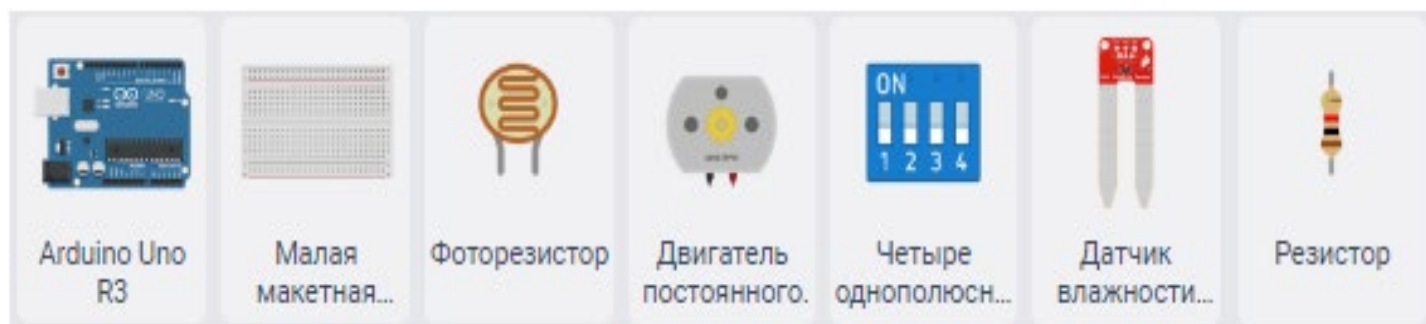 Arduino Uno
R3
Малая
макетная...
Фоторезистор
Двигатель
постоянного.
ON
1 2 3 4
Четыре
однополюсн...
Датчик
влажности...
Резистор